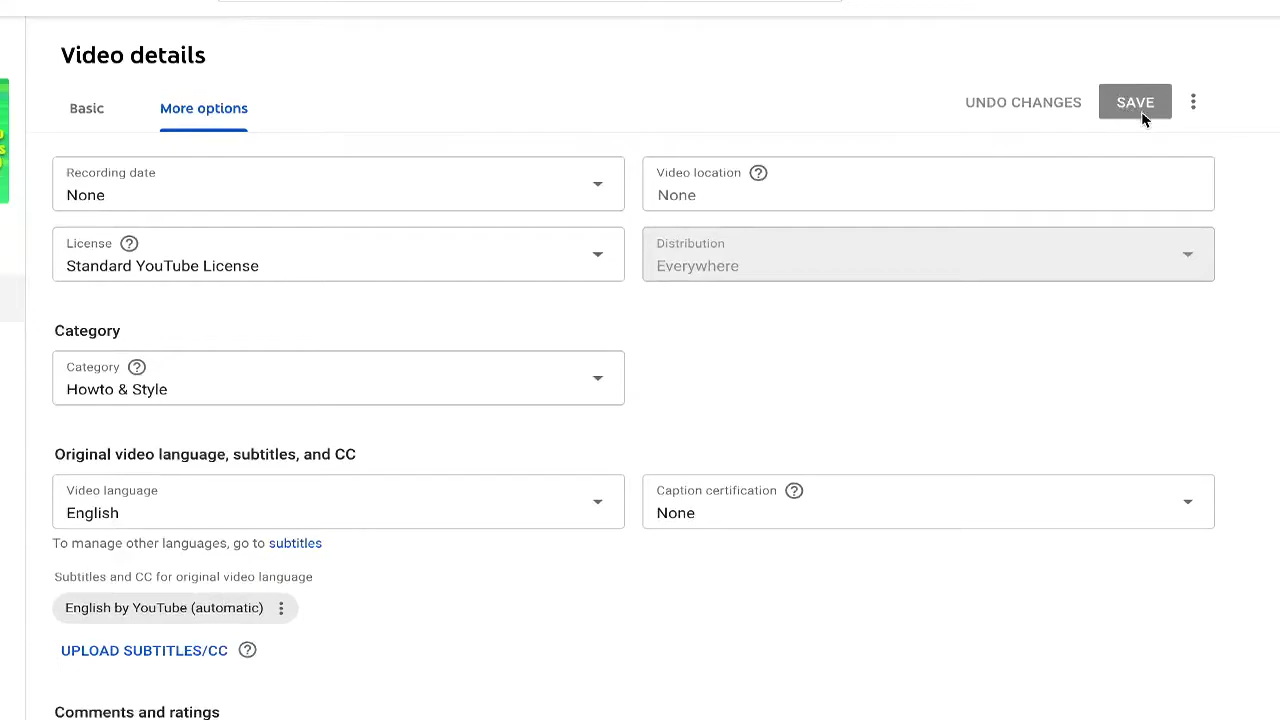 Video details
Basic
More options
UNDO CHANGES
SAVE
Recording date
None
Video location
None
License
Standard YouTube License
Distribution
Everywhere
Category
Category
Howto & Style
Original video language, subtitles, and CC
Video language
English
Caption certification
None
To manage other languages, go to subtitles
Subtitles and CC for original video language
English by YouTube (automatic)
UPLOAD SUBTITLES/CC
Comments and ratings